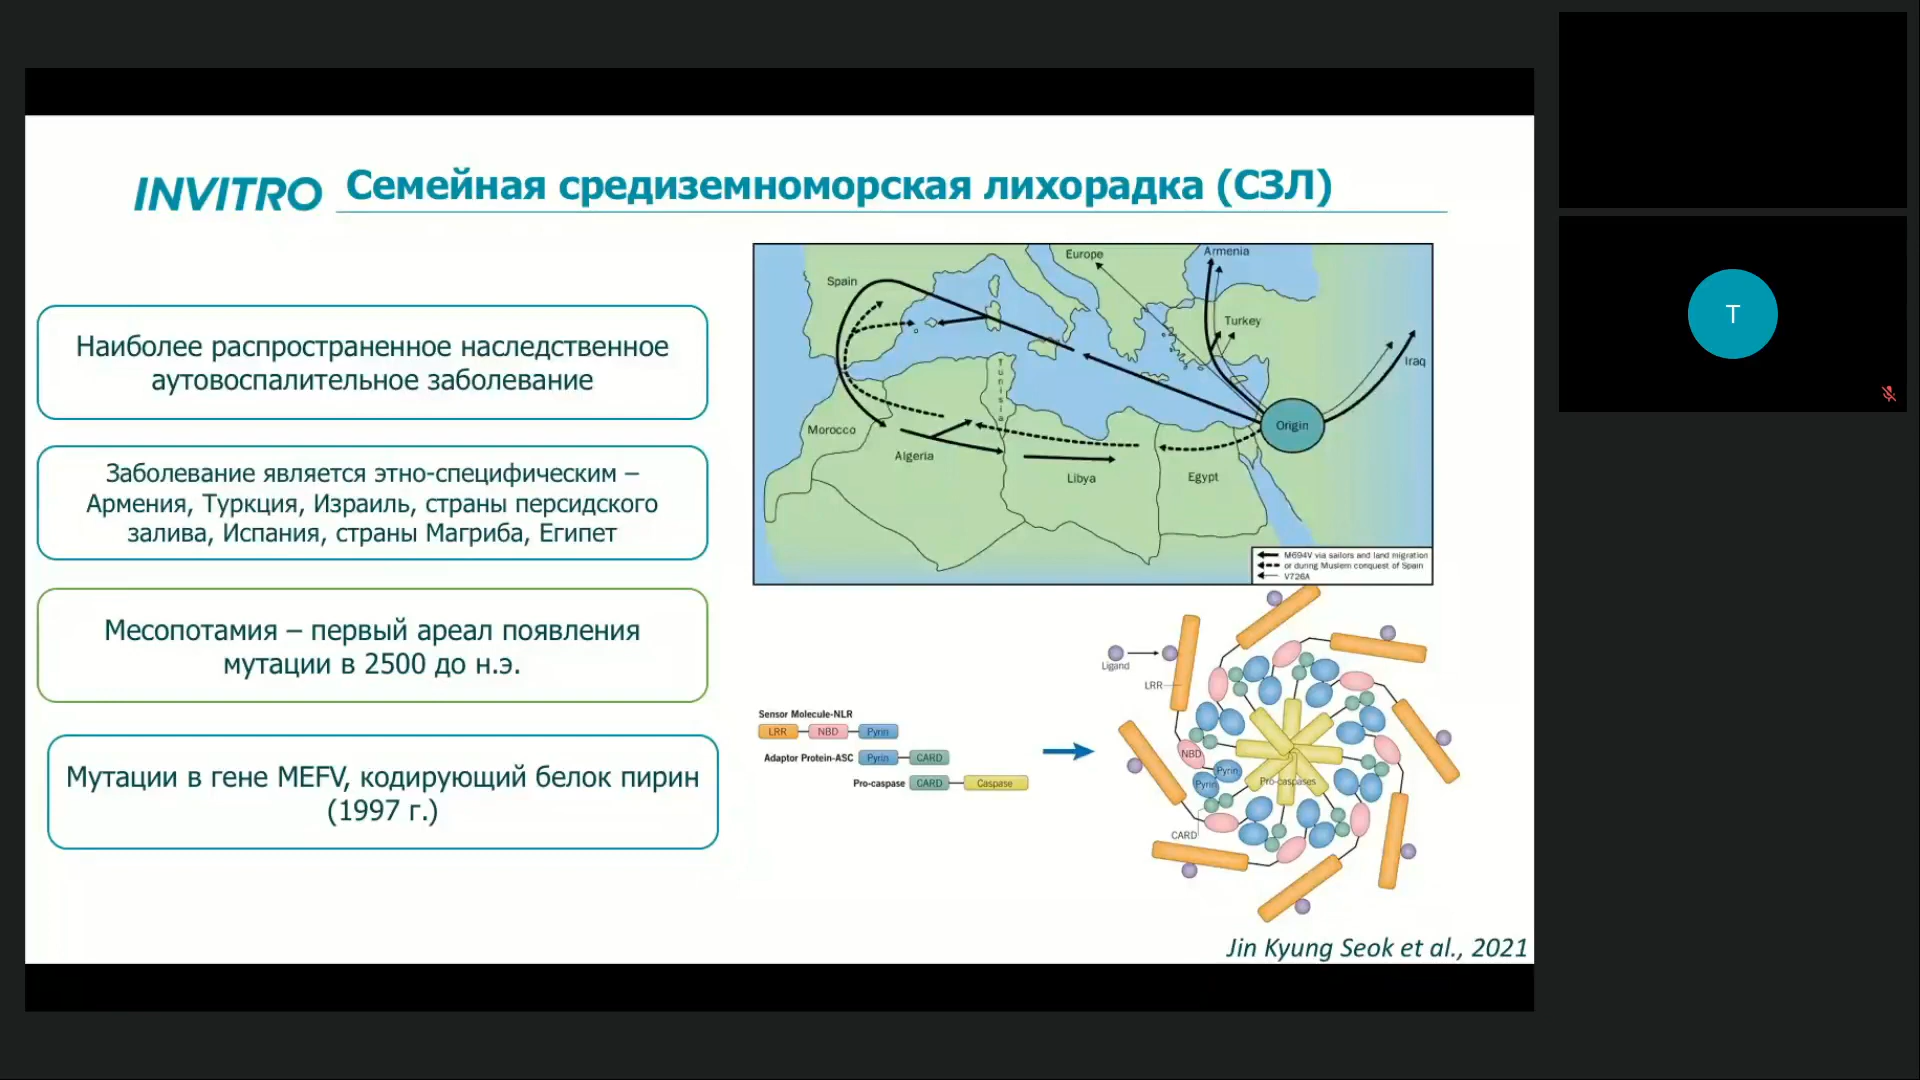 INVITRO Семейная средиземноморская лихорадка (СЗЛ)
Наиболее распространенное наследственное
аутовоспалительное заболевание
Заболевание является этно-специфическим –
Армения, Турция, Израиль, страны персидского
залива, Испания, страны Магриба, Египет
Месопотамия – первый ареал появления
мутации в 2500 до н.э.
Мутации в гене MEFV, кодирующий белок пирин
(1997 г.)
Europe
Armenia
Spain
Turkey
Iraq
Tunisia
Origin
Morocco
Algeria
Libya
Egypt
M694V via sailors and land migration
or during Muslem conquest of Spain
V726A
Ligand
LRR
Sensor Molecule-NLR
LRR NBD Pyrin
Adaptor Protein-ASC Pyrin CARD
Pro-caspase CARD Caspase
NBD
Pyrin
Pyrin
Pro-caspases
CARD
Jin Kyung Seok et al., 2021
T